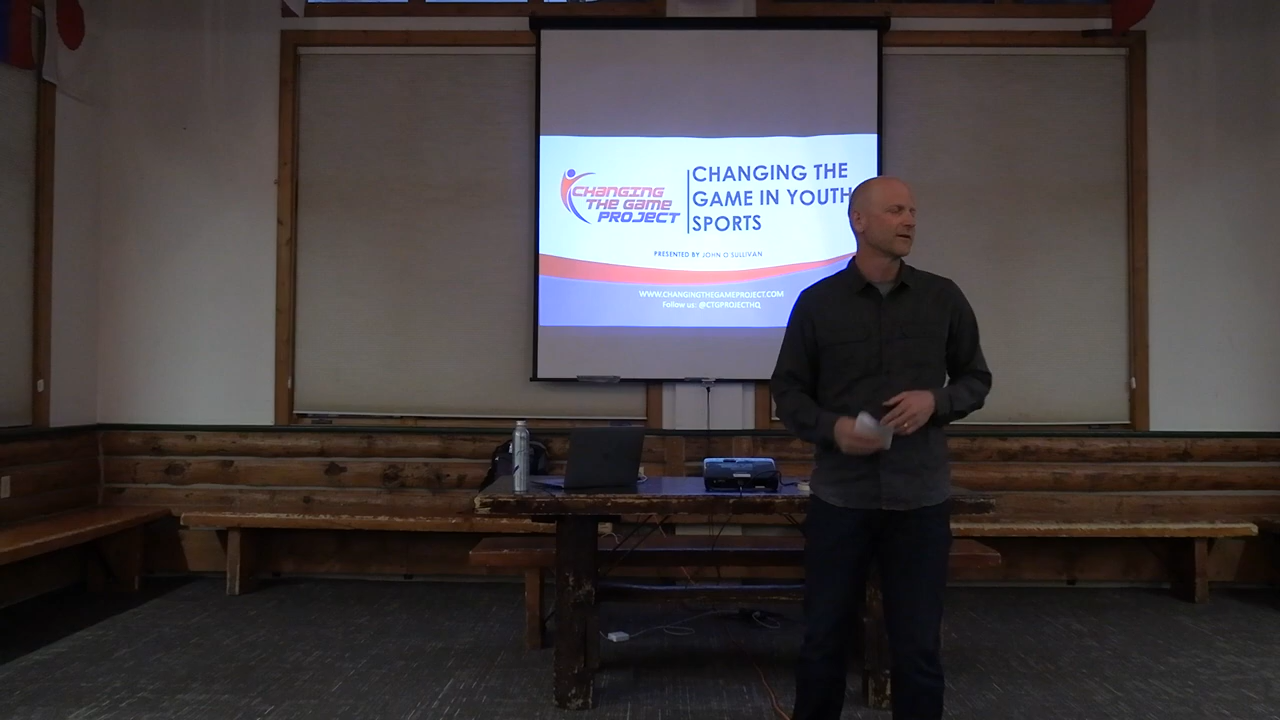 CHANGING
THE GAME
PROJECT
CHANGING THE
GAME IN YOUTH
SPORTS
PRESENTED BY JOHN O SULLIVAN
WWW.CHANGINGTHEGAMEPROJECT.COM
Follow us: @CTGPROJECTHQ